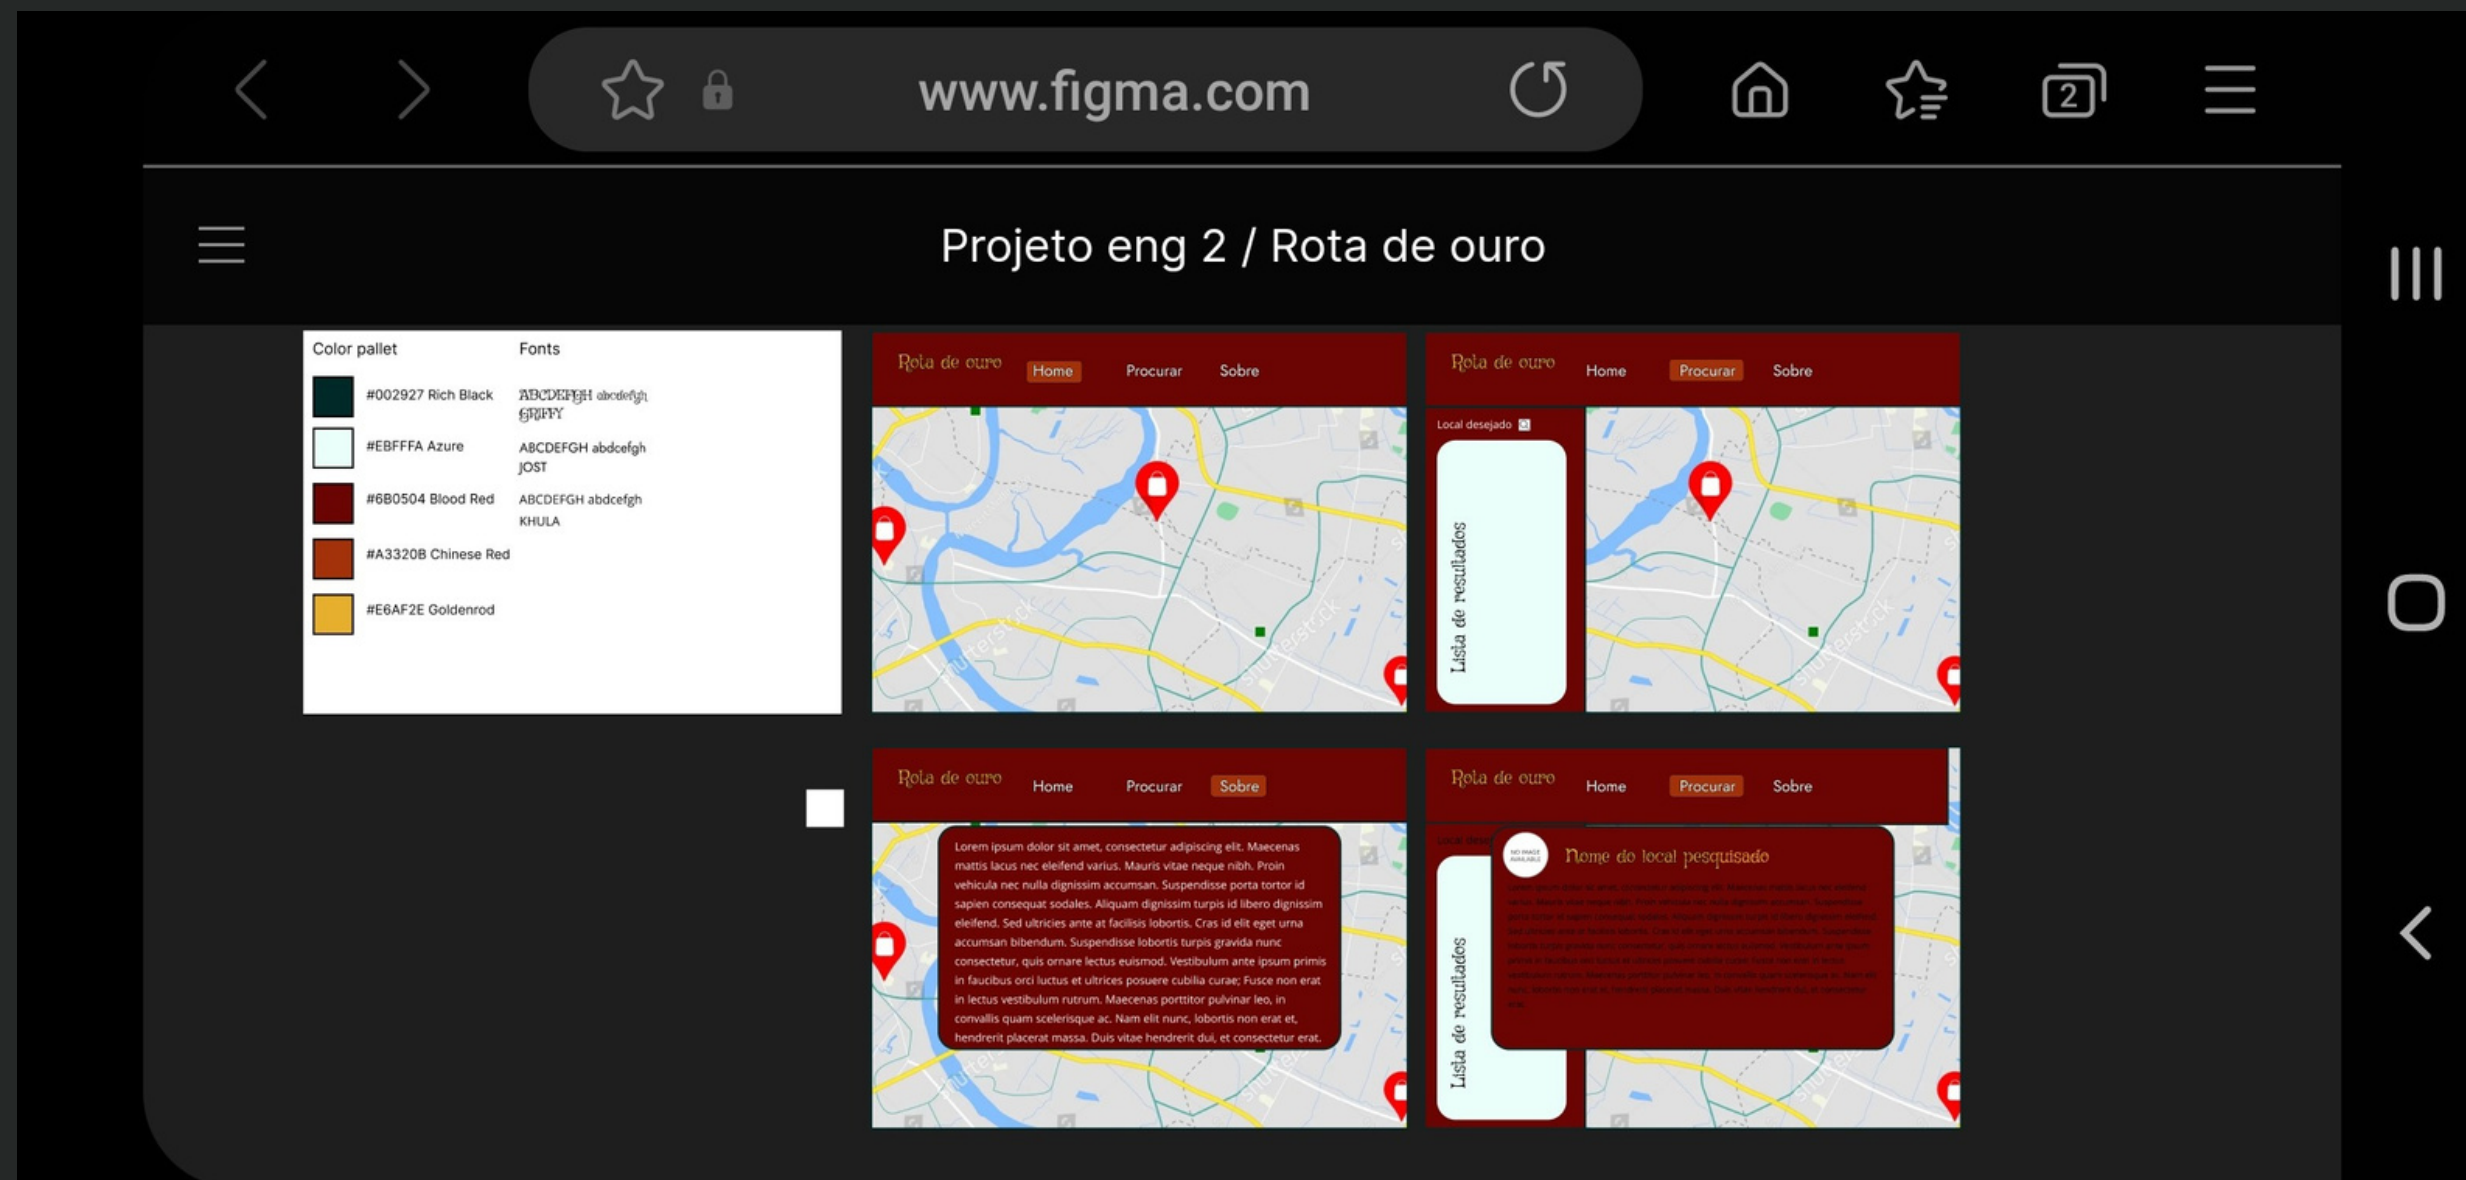 www.figma.com
2
Projeto eng 2 / Rota de ouro
Color pallet
#002927 Rich Black
#EBFFFA Azure
#6B0504 Blood Red
#A3320B Chinese Red
#E6AF2E Goldenrod
Fonts
ABCDEFGH abcdefgh
GRIFFY
ABCDEFGH abdcefgh
JOST
ABCDEFGH abdcefgh
KHULA
Rota de ouro
Home
Procurar
Sobre
shutterstock
Rota de ouro
Home
Procurar
Sobre
Local desejado
Lista de resultados
shutterstock
Rota de ouro
Home
Procurar
Sobre
Lorem ipsum dolor sit amet, consectetur adipiscing elit. Maecenas
mattis lacus nec eleifend varius. Mauris vitae neque nibh. Proin
vehicula nec nulla dignissim accumsan. Suspendisse porta tortor id
sapien consequat sodales. Aliquam dignissim turpis id libero dignissim
eleifend. Sed ultricies ante at facilisis lobortis. Cras id elit eget urna
accumsan bibendum. Suspendisse lobortis turpis gravida nunc
consectetur, quis ornare lectus euismod. Vestibulum ante ipsum primis
in faucibus orci luctus et ultrices posuere cubilia curae; Fusce non erat
in lectus vestibulum rutrum. Maecenas porttitor pulvinar leo, in
convallis quam scelerisque ac. Nam elit nunc, lobortis non erat et,
hendrerit placerat massa. Duis vitae hendrerit dui, et consectetur erat.
Rota de ouro
Home
Procurar
Sobre
Local
NO IMAGE
AVAILABLE
Nome do local pesquisado
Lista de resultados